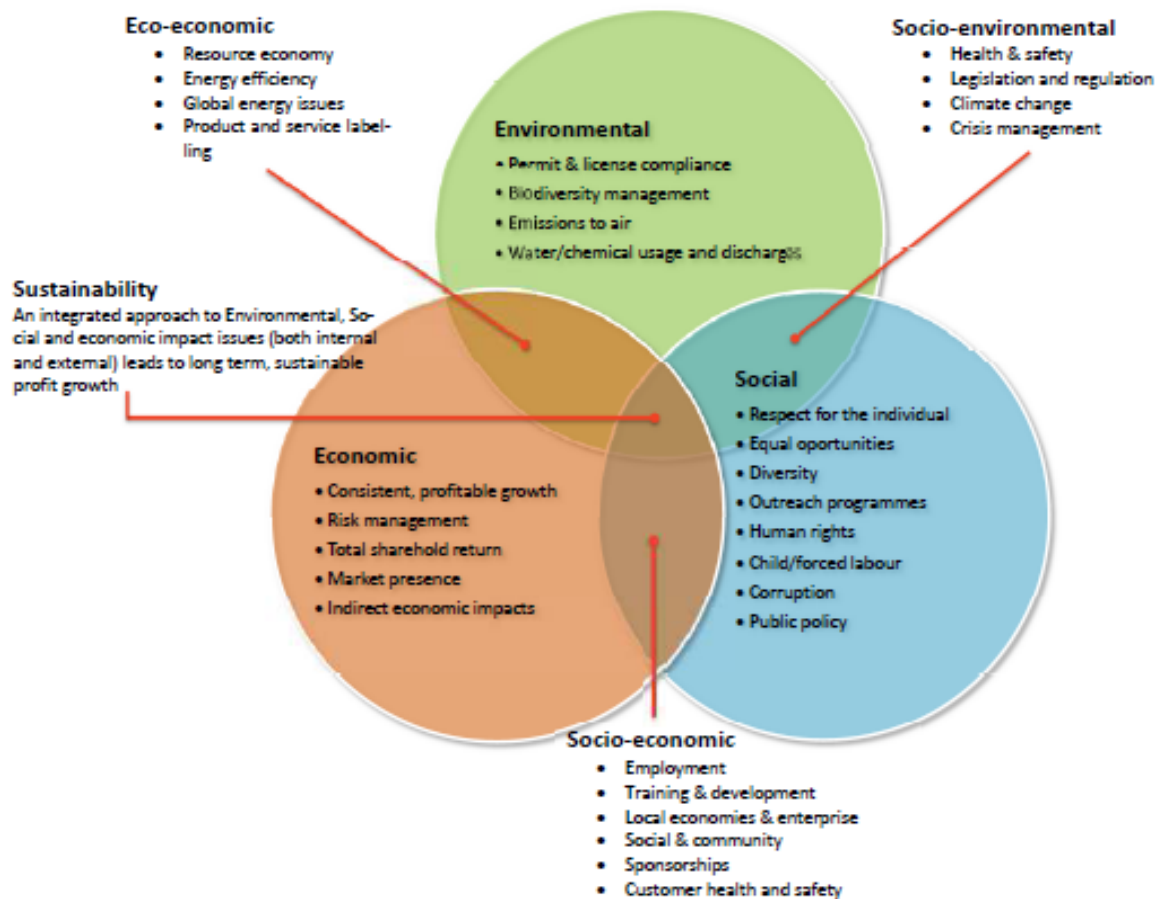 Eco-economic
• Resource economy
• Energy efficiency
• Global energy issues
• Product and service label-
ling
Socio-environmental
• Health & safety
• Legislation and regulation
• Climate change
• Crisis management
Environmental
• Permit & license compliance
• Biodiversity management
• Emissions to air
• Water/chemical usage and discharges
Sustainability
An integrated approach to Environmental, So-
cial and economic impact issues (both internal
and external) leads to long term, sustainable
profit growth
Economic
• Consistent, profitable growth
• Risk management
• Total sharehold return
• Market presence
• Indirect economic impacts
Social
• Respect for the individual
• Equal oportunities
• Diversity
• Outreach programmes
• Human rights
• Child/forced labour
• Corruption
• Public policy
Socio-economic
• Employment
• Training & development
• Local economies & enterprise
• Social & community
• Sponsorships
• Customer health and safety